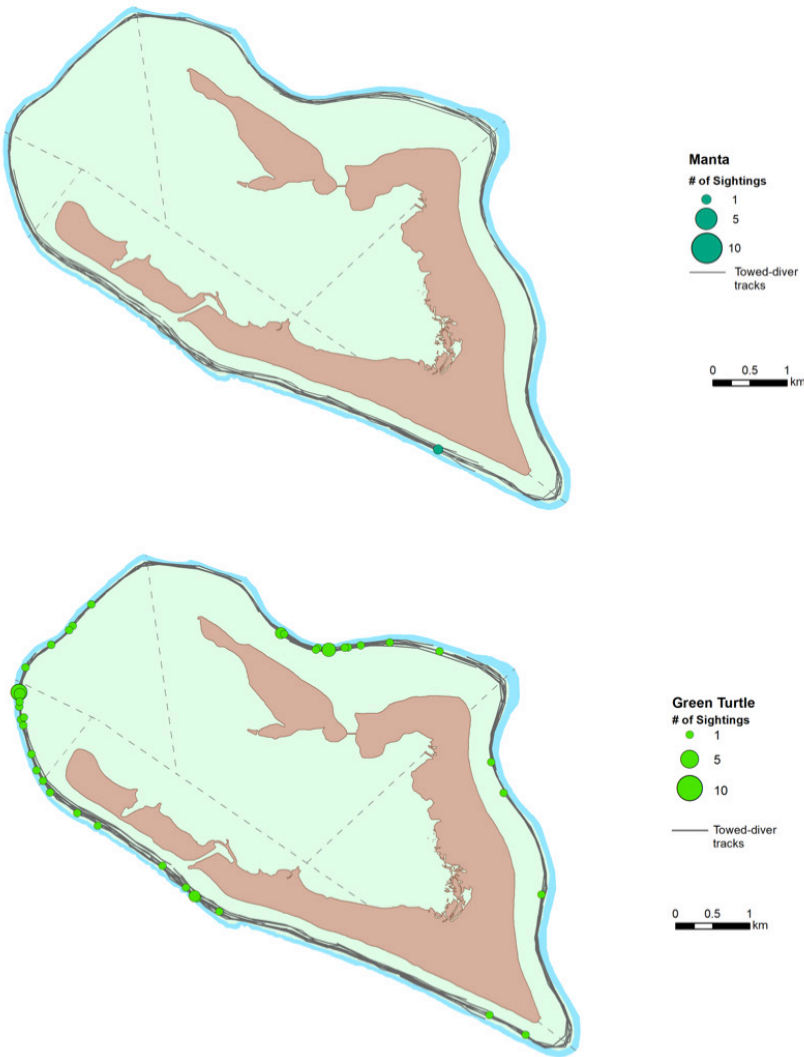 Manta
# of Sightings
1
5
10
Towed-diver
tracks
0 0.5 1
km
Green Turtle
# of Sightings
1
5
10
Towed-diver
tracks
0 0.5 1
km